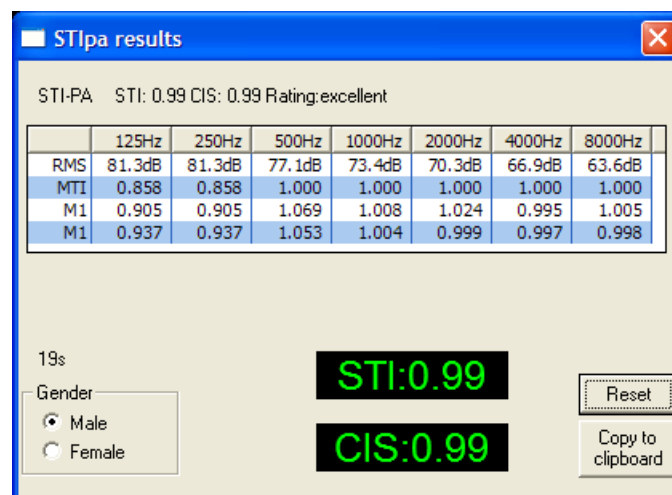 STIpa results
STI-PA STI: 0.99 CIS: 0.99 Rating:excellent
125Hz 250Hz 500Hz 1000Hz 2000Hz 4000Hz 8000Hz
RMS 81.3dB 81.3dB 77.1dB 73.4dB 70.3dB 66.9dB 63.6dB
MTI 0.858 0.858 1.000 1.000 1.000 1.000 1.000
M1 0.905 0.905 1.069 1.008 1.024 0.995 1.005
M1 0.937 0.937 1.053 1.004 0.999 0.997 0.998
19s
STI:0.99
Gender
Male
Female
CIS:0.99
Reset
Copy to
clipboard